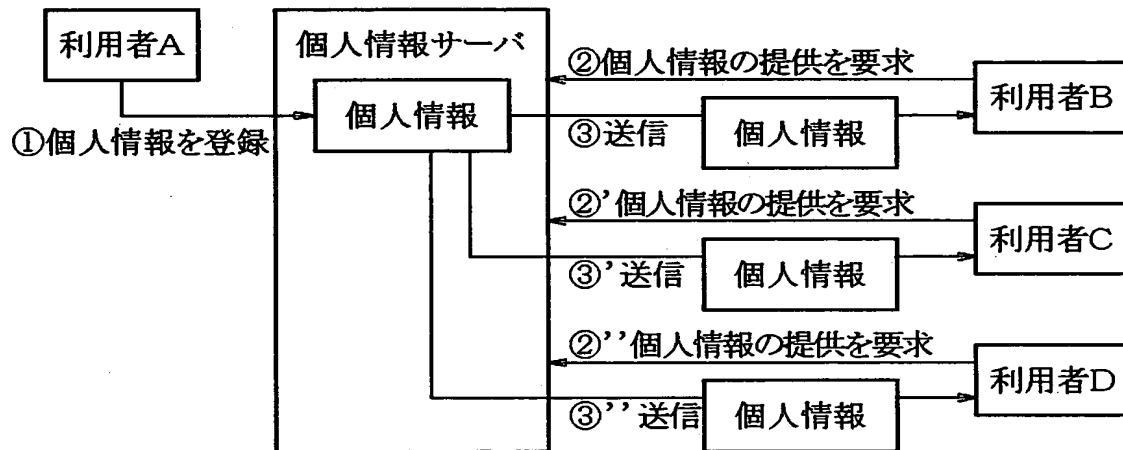 利用者A
個人情報サーバ
個人情報
①個人情報を登録
②個人情報の提供を要求
利用者B
③送信
個人情報
②'個人情報の提供を要求
利用者C
③'送信
個人情報
②''個人情報の提供を要求
利用者D
③''送信
個人情報